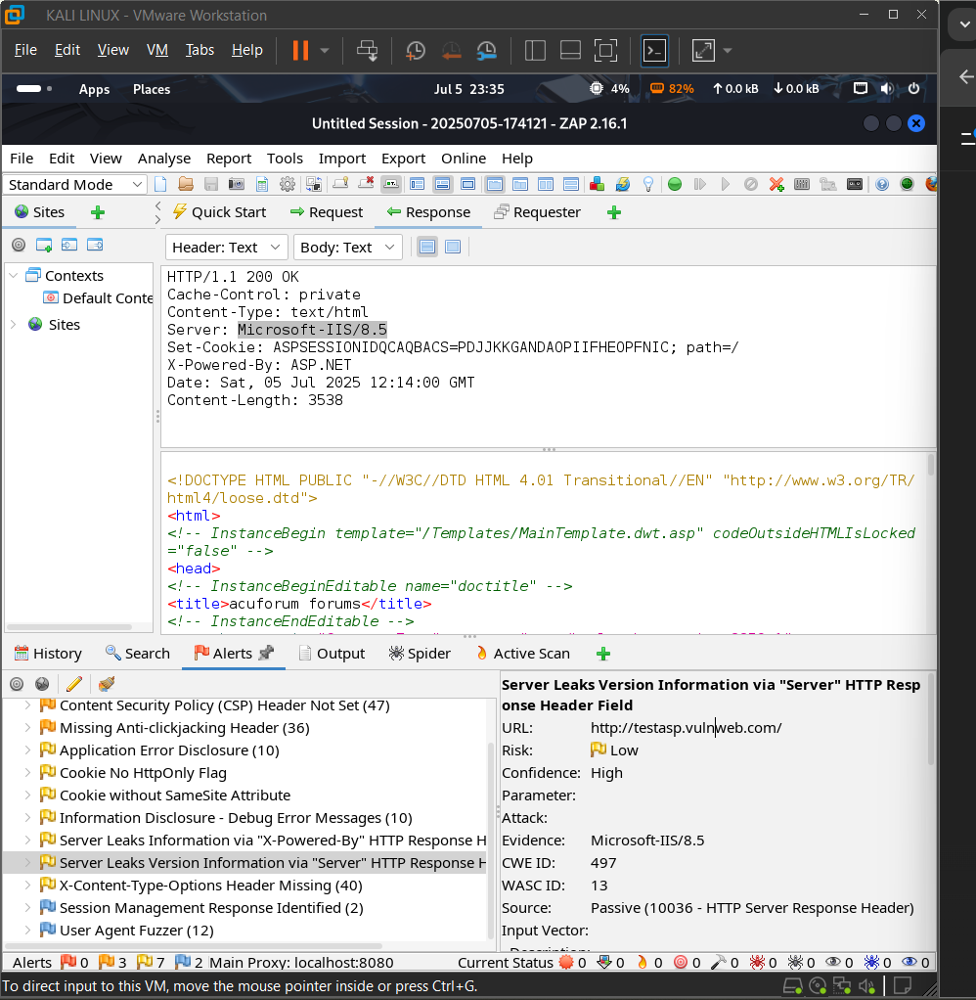 KALI LINUX - VMware Workstation
File Edit View VM Tabs Help
Apps Places Jul 5 23:35 4% 82% 0.0 kB 0.0 kB
Untitled Session - 20250705-174121 - ZAP 2.16.1
File Edit View Analyse Report Tools Import Export Online Help
Standard Mode
Sites Quick Start Request Response Requester
Header: Text Body: Text
Contexts
Default Conte
Sites
HTTP/1.1 200 OK
Cache-Control: private
Content-Type: text/html
Server: Microsoft-IIS/8.5
Set-Cookie: ASPSESSIONIDQCAQBACS=PDJJKKGANDAOPIIFHEOPFNIC; path=/
X-Powered-By: ASP.NET
Date: Sat, 05 Jul 2025 12:14:00 GMT
Content-Length: 3538
<!DOCTYPE HTML PUBLIC "-//W3C//DTD HTML 4.01 Transitional//EN" "http://www.w3.org/TR/
html4/loose.dtd">
<html>
<!-- InstanceBegin template="/Templates/MainTemplate.dwt.asp" codeOutsideHTMLIsLocked
="false" -->
<head>
<!-- InstanceBeginEditable name="doctitle" -->
<title>acuforum forums</title>
<!-- InstanceEndEditable -->
History Search Alerts Output Spider Active Scan
Content Security Policy (CSP) Header Not Set (47)
Missing Anti-clickjacking Header (36)
Application Error Disclosure (10)
Cookie No HttpOnly Flag
Cookie without SameSite Attribute
Information Disclosure - Debug Error Messages (10)
Server Leaks Information via "X-Powered-By" HTTP Response H
Server Leaks Version Information via "Server" HTTP Response H
X-Content-Type-Options Header Missing (40)
Session Management Response Identified (2)
User Agent Fuzzer (12)
Server Leaks Version Information via "Server" HTTP Resp
onse Header Field
URL: http://testasp.vulnweb.com/
Risk: Low
Confidence: High
Parameter:
Attack:
Evidence: Microsoft-IIS/8.5
CWE ID: 497
WASC ID: 13
Source: Passive (10036 - HTTP Server Response Header)
Input Vector:
Description:
Alerts 0 3 7 2 Main Proxy: localhost:8080 Current Status 0 0 0 0 0 0 0 0 0 0
To direct input to this VM, move the mouse pointer inside or press Ctrl+G.